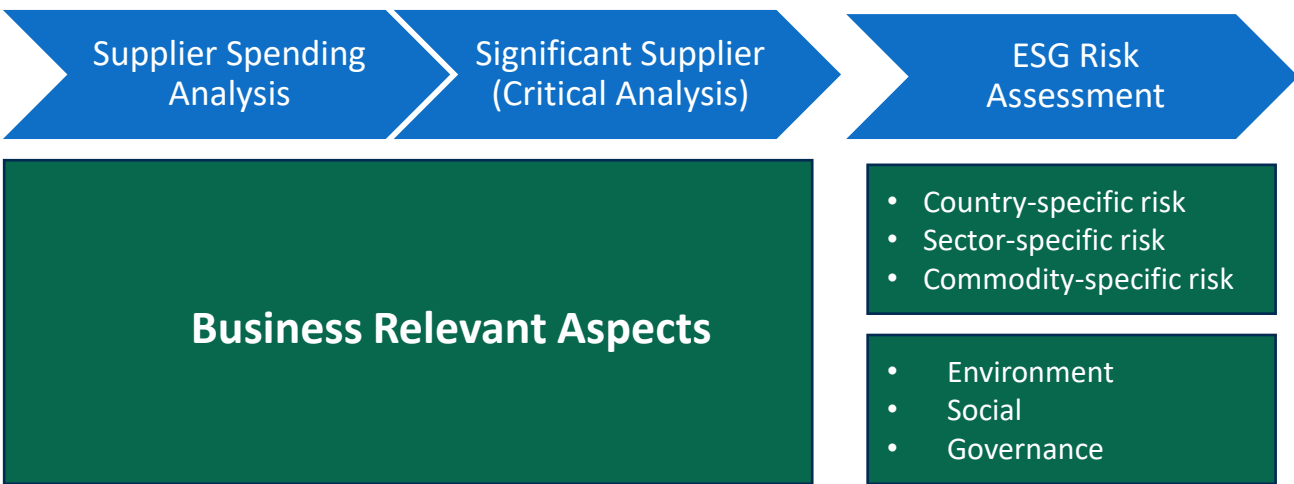 Supplier Spending
Analysis
Significant Supplier
(Critical Analysis)
ESG Risk
Assessment
Business Relevant Aspects
• Country-specific risk
• Sector-specific risk
• Commodity-specific risk
• Environment
• Social
• Governance